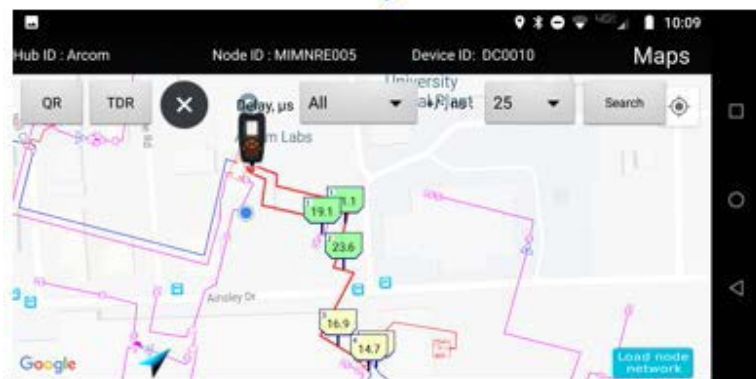 10:09
Hub ID : Arcom
Node ID : MIMNRE005
Device ID: DC0010
Maps
University
QR
TDR
Delay, µs
All
+/-, ns
25
Search
Labs
19.1
23.6
Ainsley Dr
16.9
14.7
Google
Load node
network